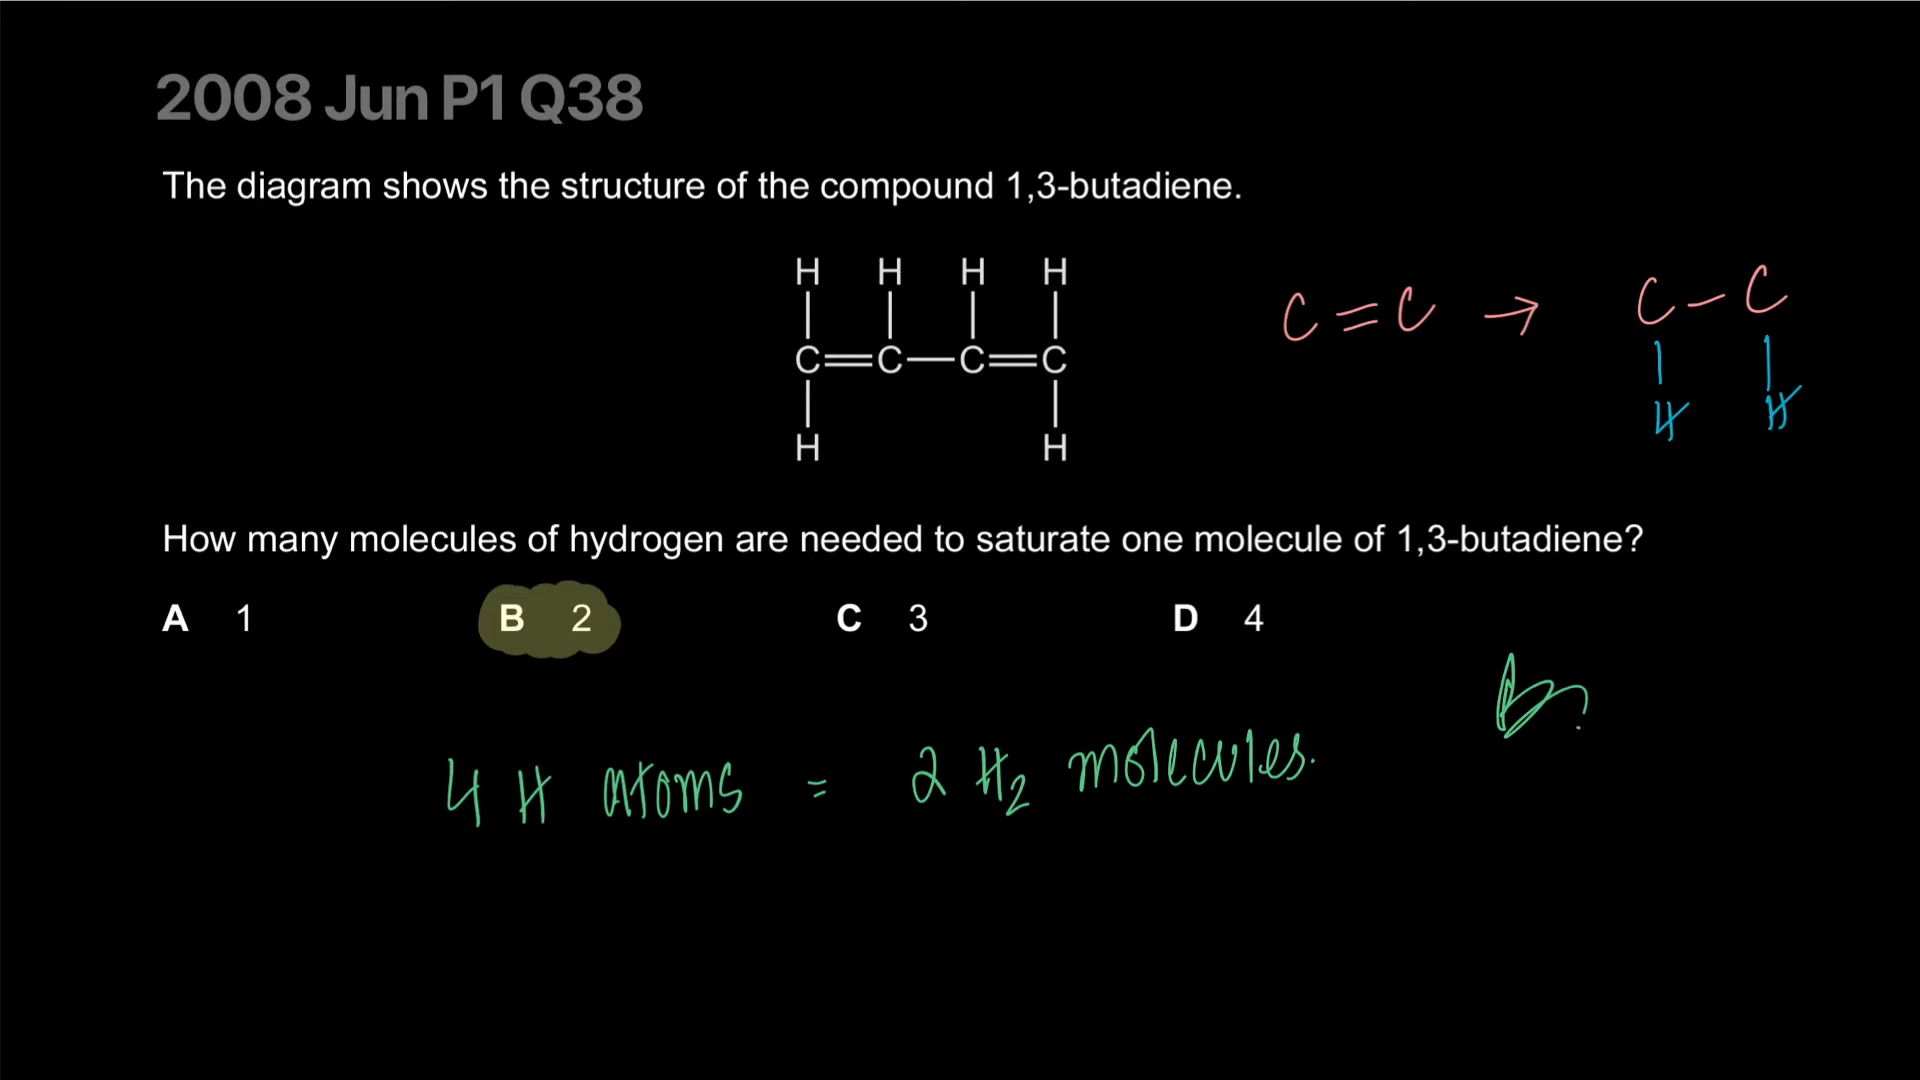 2008 Jun P1 Q38
The diagram shows the structure of the compound 1,3-butadiene.
H H H H
C=C—C=C
H H
C=C → C-C
H H
How many molecules of hydrogen are needed to saturate one molecule of 1,3-butadiene?
A 1 B 2 C 3 D 4
4 H atoms = 2 H2 molecules.